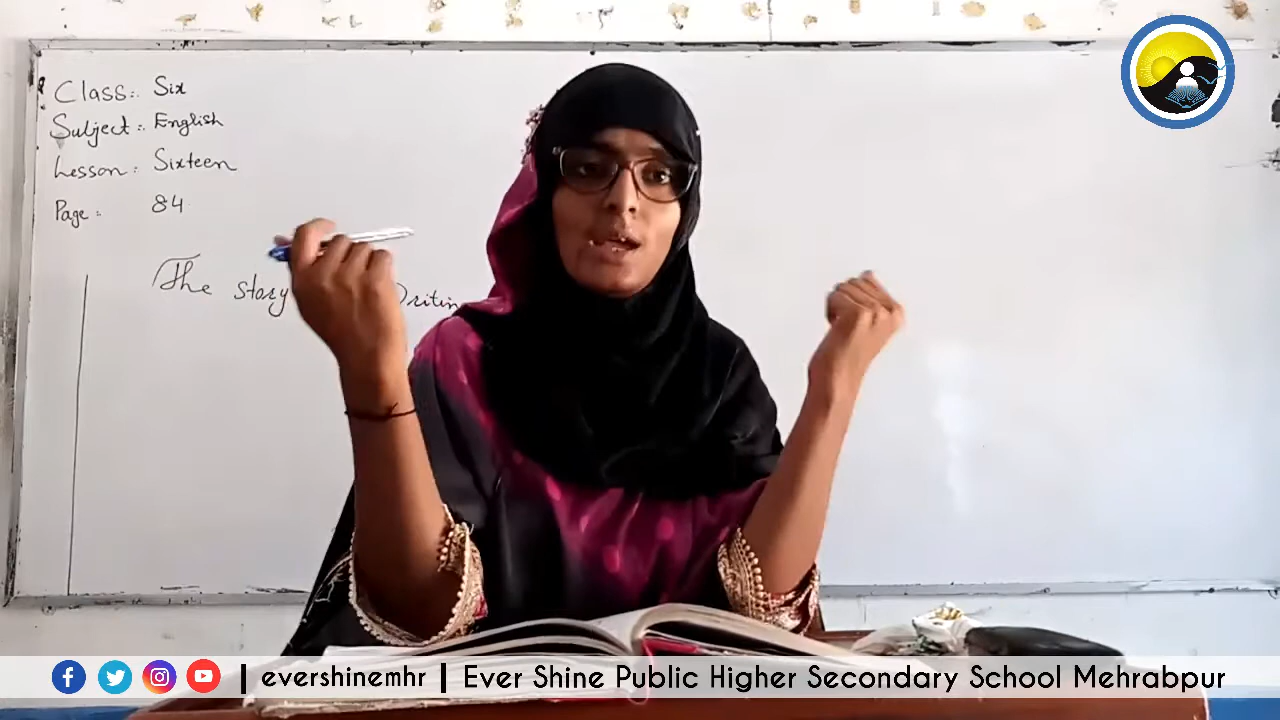 Class:. Six
Subject:. English
Lesson: Sixteen
Page: 84
The story
| evershinemhr | Ever Shine Public Higher Secondary School Mehrabpur